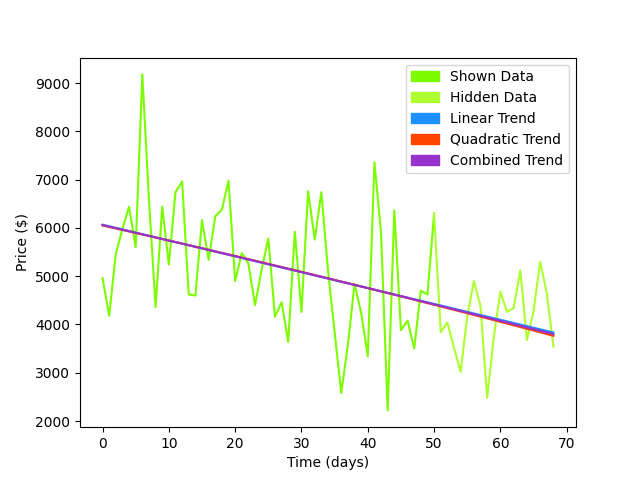 Shown Data
Hidden Data
Linear Trend
Quadratic Trend
Combined Trend
9000
8000
7000
6000
5000
4000
3000
2000
Price ($)
0 10 20 30 40 50 60 70
Time (days)